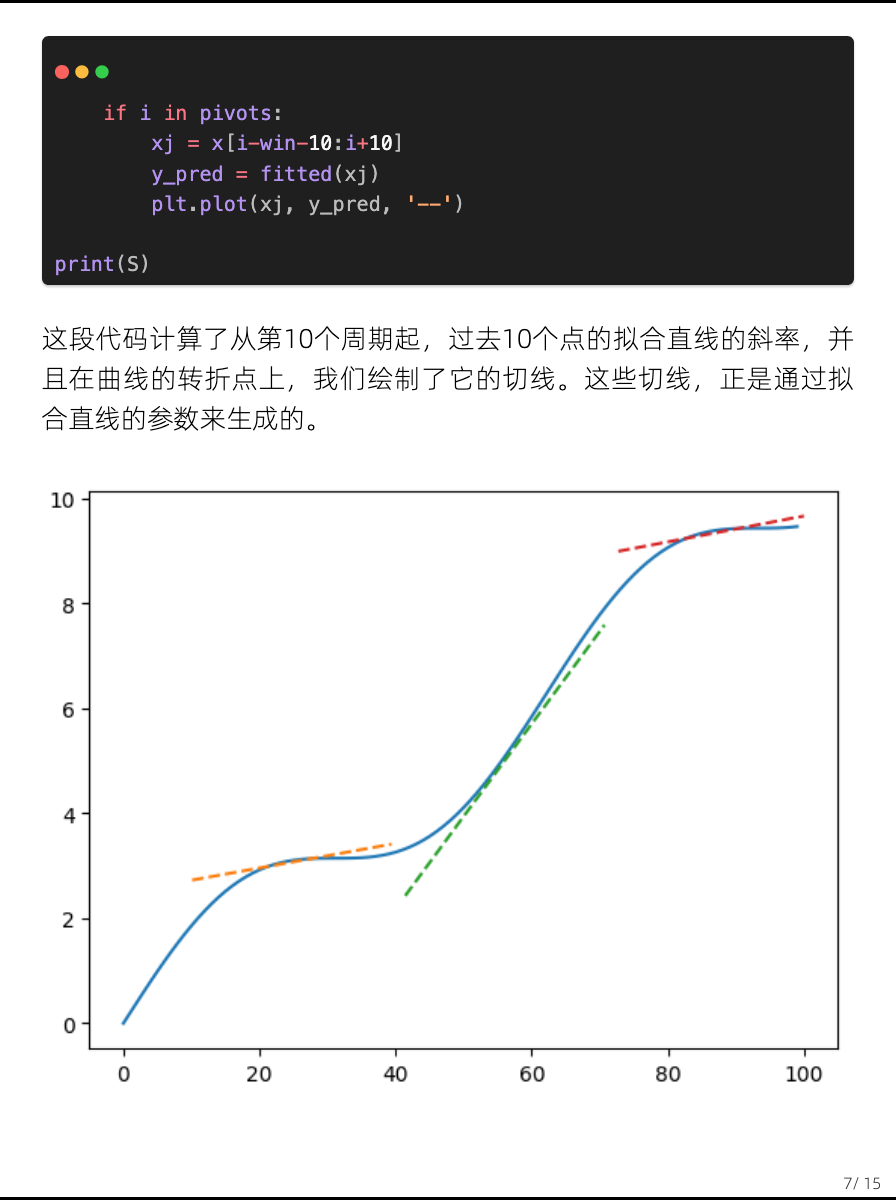 if i in pivots:
xj = x[i-win-10:i+10]
y_pred = fitted(xj)
plt.plot(xj, y_pred, '--')
print(S)
这段代码计算了从第10个周期起，过去10个点的拟合直线的斜率，并
且在曲线的转折点上，我们绘制了它的切线。这些切线，正是通过拟
合直线的参数来生成的。
10
8
6
4
2
0
0 20 40 60 80 100
7/ 15